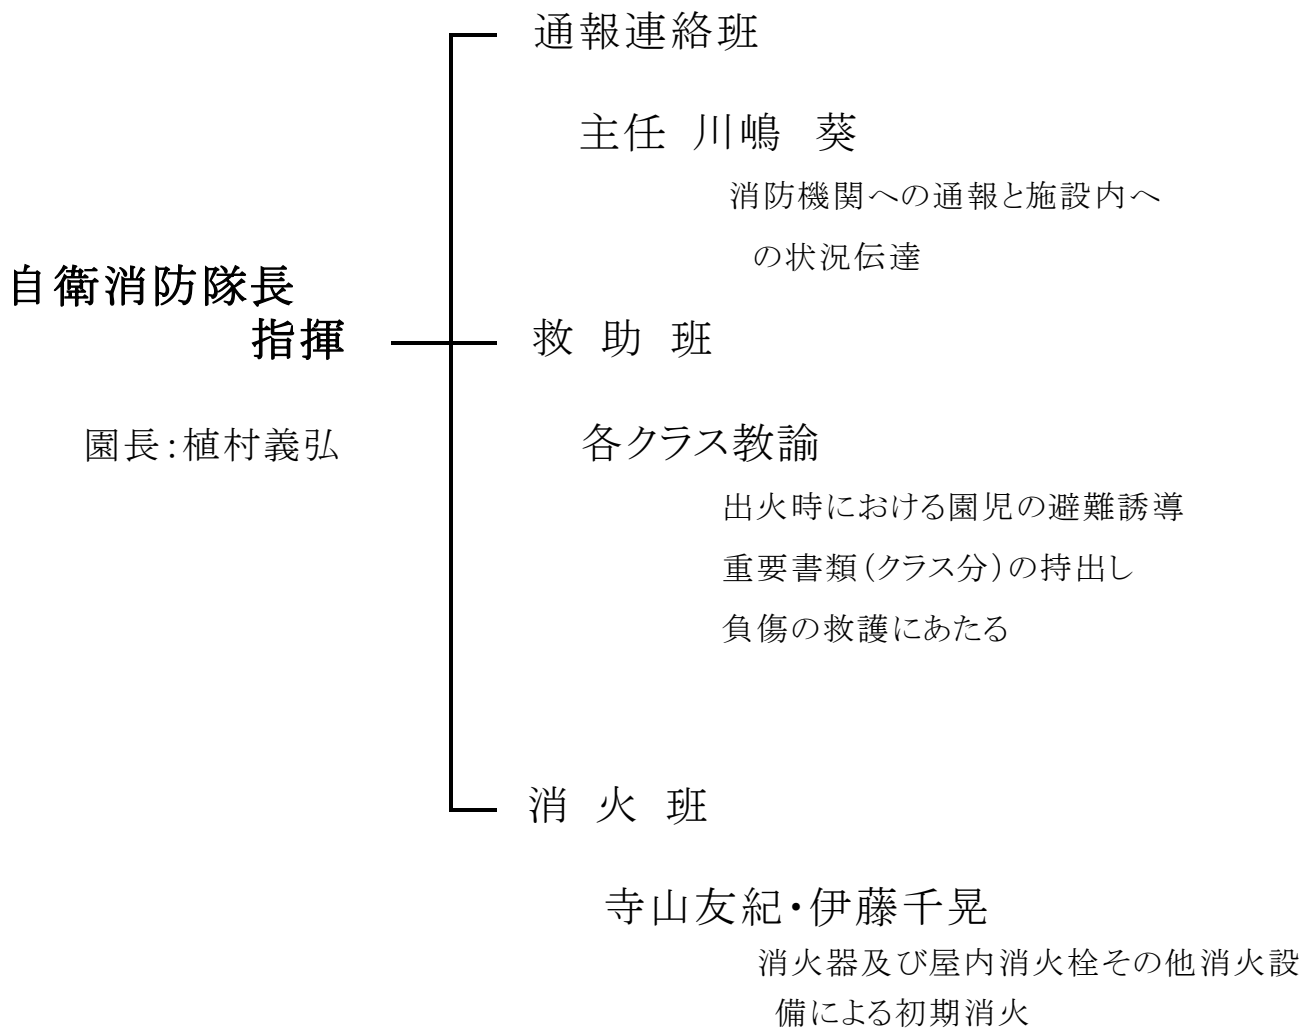 通報連絡班
主任 川嶋 葵
消防機関への通報と施設内へ
の状況伝達
自衛消防隊長
指揮
園長:植村義弘
救 助 班
各クラス教諭
出火時における園児の避難誘導
重要書類(クラス分)の持出し
負傷の救護にあたる
消 火 班
寺山友紀・伊藤千晃
消火器及び屋内消火栓その他消火設
備による初期消火